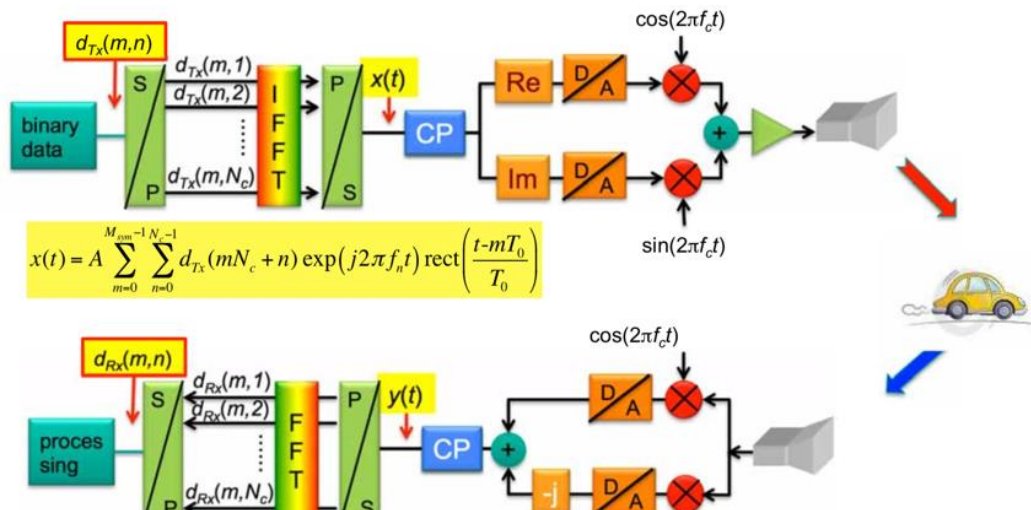 cos(2πf_ct)
d_Tx(m,n)
d_Tx(m,1)
d_Tx(m,2)
d_Tx(m,N_c)
binary
data
S
P
I
F
F
T
P
S
x(t)
CP
Re
D
A
Im
D
A
+
sin(2πf_ct)
x(t) = A ∑_{m=0}^{M_sym-1} ∑_{n=0}^{N_c-1} d_Tx(mN_c + n) exp(j2πf_nt) rect((t-mT_0)/T_0)
cos(2πf_ct)
d_Rx(m,n)
d_Rx(m,1)
d_Rx(m,2)
d_Rx(m,N_c)
proces
sing
S
P
F
F
T
P
S
y(t)
CP
+
D
A
-j
D
A